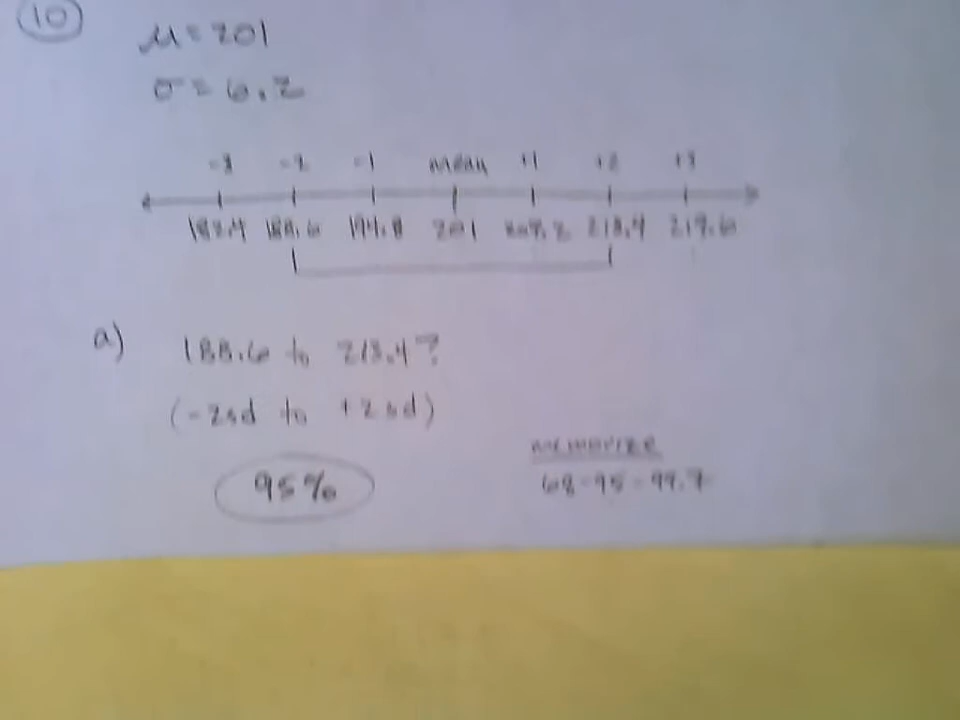 10
μ = 201
σ = 6.2
-3 -2 -1 mean +1 +2 +3
182.4 188.6 194.8 201 207.2 213.4 219.6
a) 188.6 to 213.4?
(-2sd to +2sd)
95%
memorize
68-95-99.7